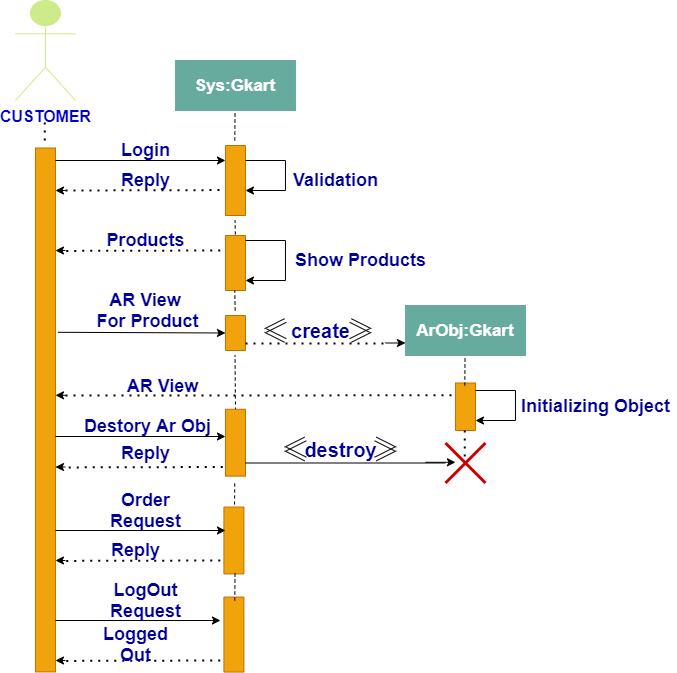 CUSTOMER
Sys:Gkart
Login
Reply
Validation
Products
Show Products
AR View
For Product
create
ArObj:Gkart
AR View
Initializing Object
Destory Ar Obj
Reply
destroy
Order
Request
Reply
LogOut
Request
Logged
Out